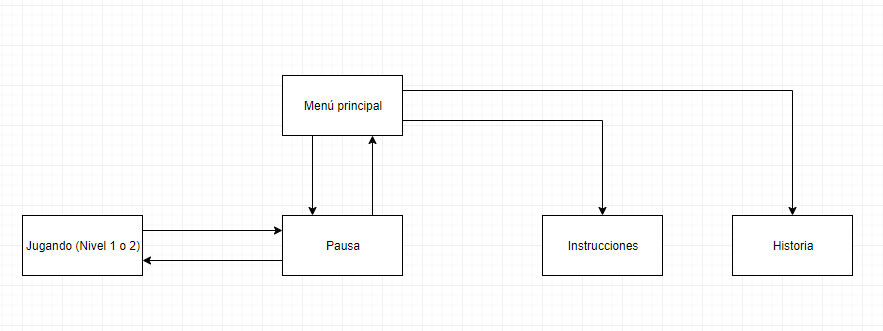 Menú principal
Jugando (Nivel 1 o 2)
Pausa
Instrucciones
Historia